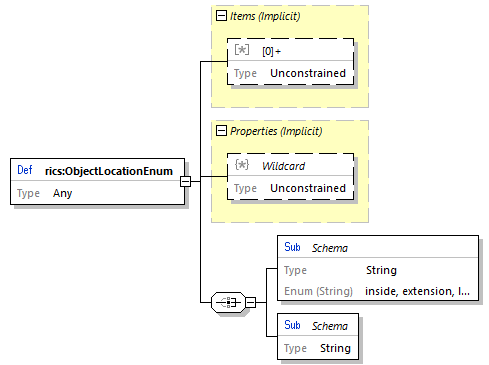 Items (Implicit)
[*] [0]+
Type Unconstrained
Properties (Implicit)
{*} Wildcard
Type Unconstrained
Def rics:ObjectLocationEnum
Type Any
Sub Schema
Type String
Enum (String) inside, extension, l...
Sub Schema
Type String